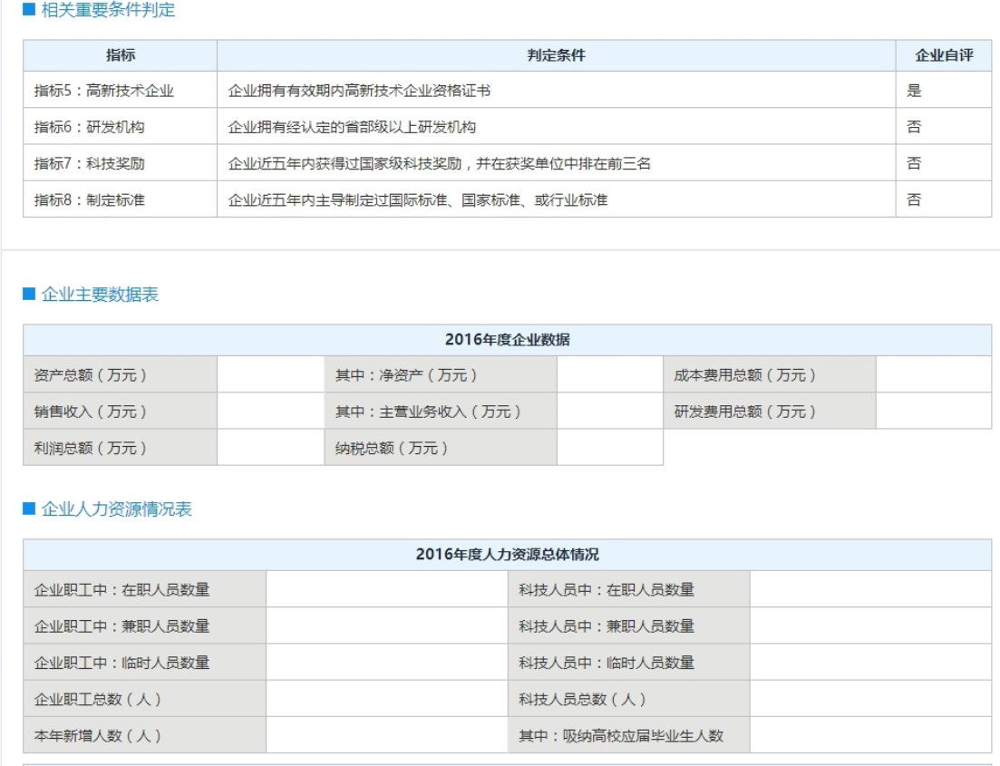 相关重要条件判定
指标 判定条件 企业自评
指标5：高新技术企业 企业拥有有效期内高新技术企业资格证书 是
指标6：研发机构 企业拥有经认定的省部级以上研发机构 否
指标7：科技奖励 企业近五年内获得过国家级科技奖励，并在获奖单位中排在前三名 否
指标8：制定标准 企业近五年内主导制定过国际标准、国家标准、或行业标准 否
企业主要数据表
2016年度企业数据
资产总额（万元） 其中：净资产（万元） 成本费用总额（万元）
销售收入（万元） 其中：主营业务收入（万元） 研发费用总额（万元）
利润总额（万元） 纳税总额（万元）
企业人力资源情况表
2016年度人力资源总体情况
企业职工中：在职人员数量 科技人员中：在职人员数量
企业职工中：兼职人员数量 科技人员中：兼职人员数量
企业职工中：临时人员数量 科技人员中：临时人员数量
企业职工总数（人） 科技人员总数（人）
本年新增人数（人） 其中：吸纳高校应届毕业生人数